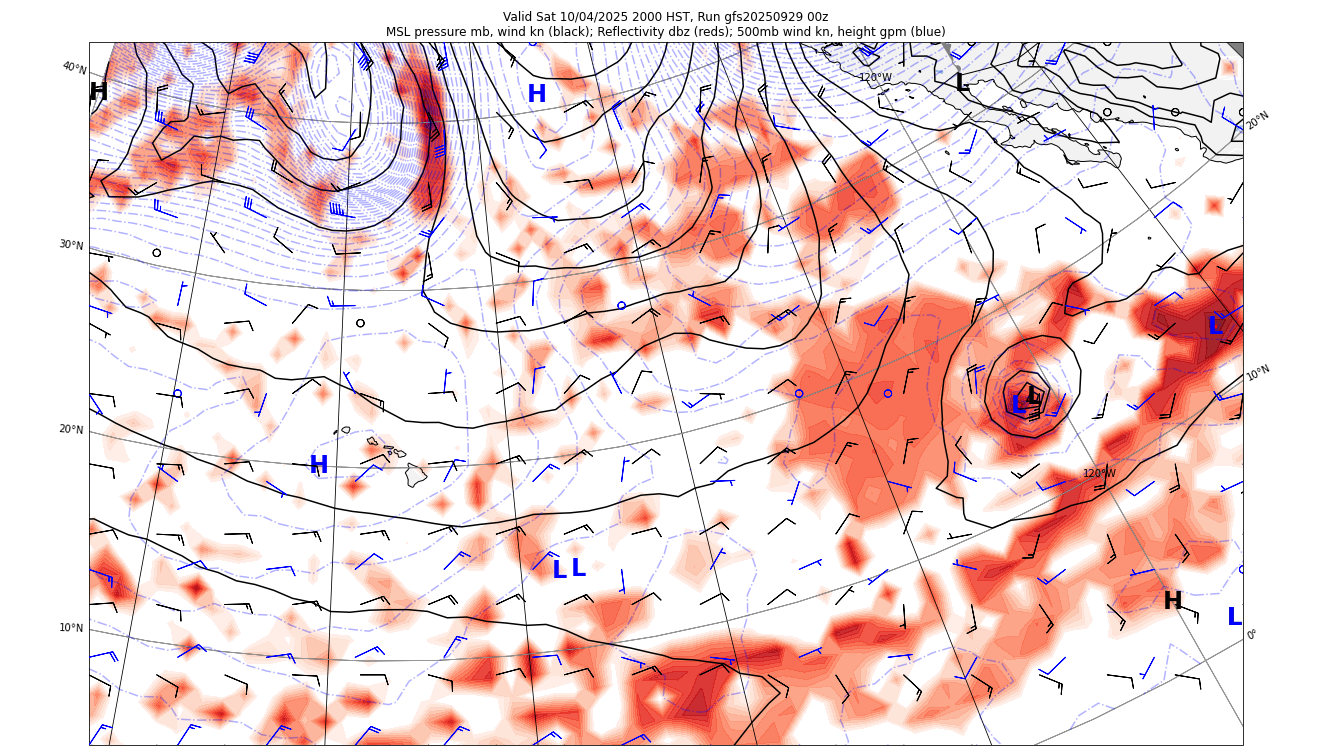 Valid Sat 10/04/2025 2000 HST, Run gfs20250929 00z
MSL pressure mb, wind kn (black); Reflectivity dbz (reds); 500mb wind kn, height gpm (blue)
40°N
H
H
120°W
L
20°N
30°N
L
10°N
L
L
20°N
H
120°W
L
L
H
L
10°N
0°